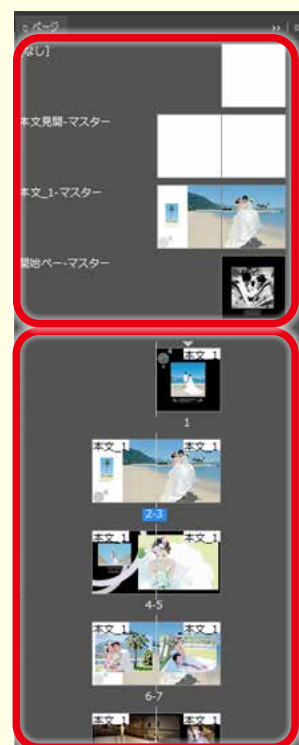 ページ
[なし]
本文見開-マスター
本文_1-マスター
開始ペー-マスター
本文_1
1
本文_1 本文_1
2-3
本文_1 本文_1
4-5
本文_1 本文_1
6-7
本文_1 本文_1